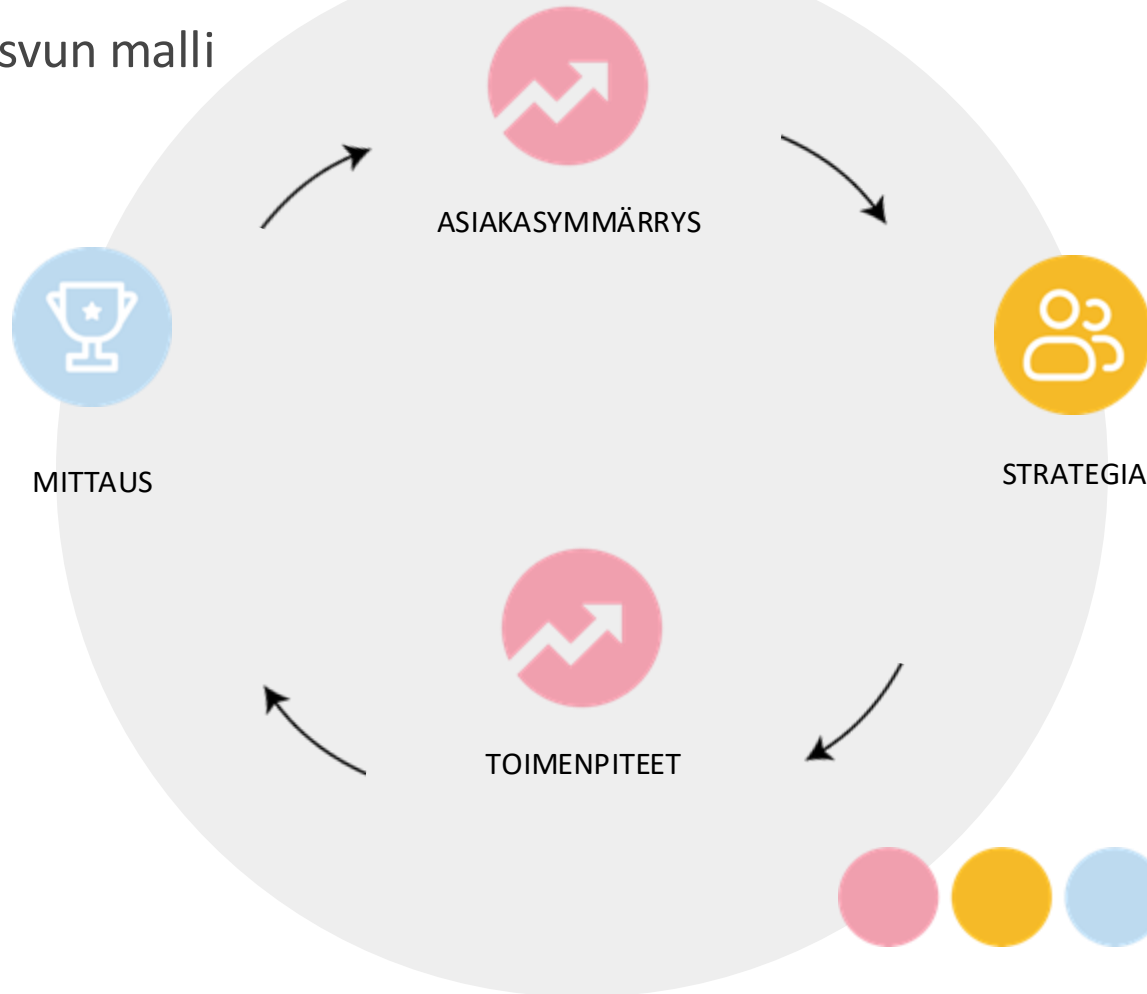 svun malli
ASIAKASYMMÄRRYS
MITTAUS
STRATEGIA
TOIMENPITEET